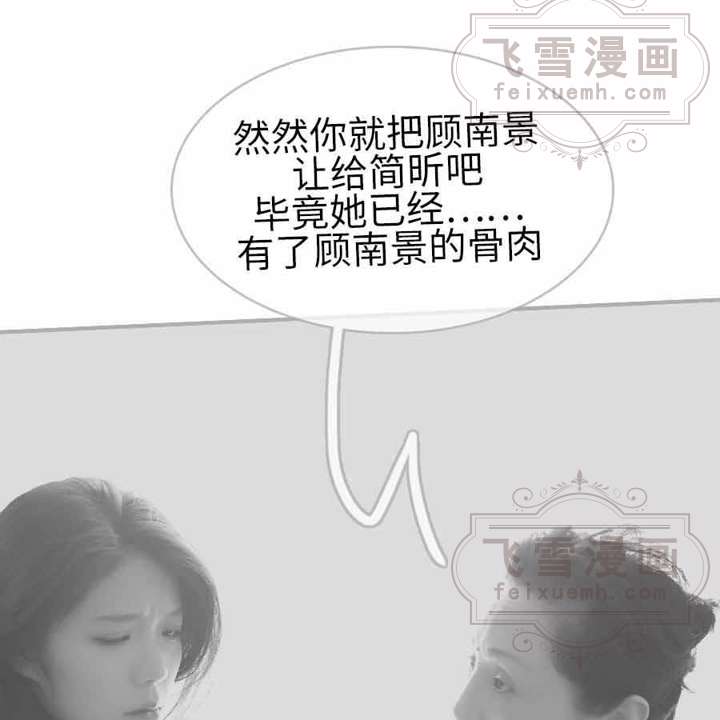 飞雪漫画
feixuemh.com
然然你就把顾南景
让给简昕吧
毕竟她已经……
有了顾南景的骨肉
飞雪漫画
feixuemh.com